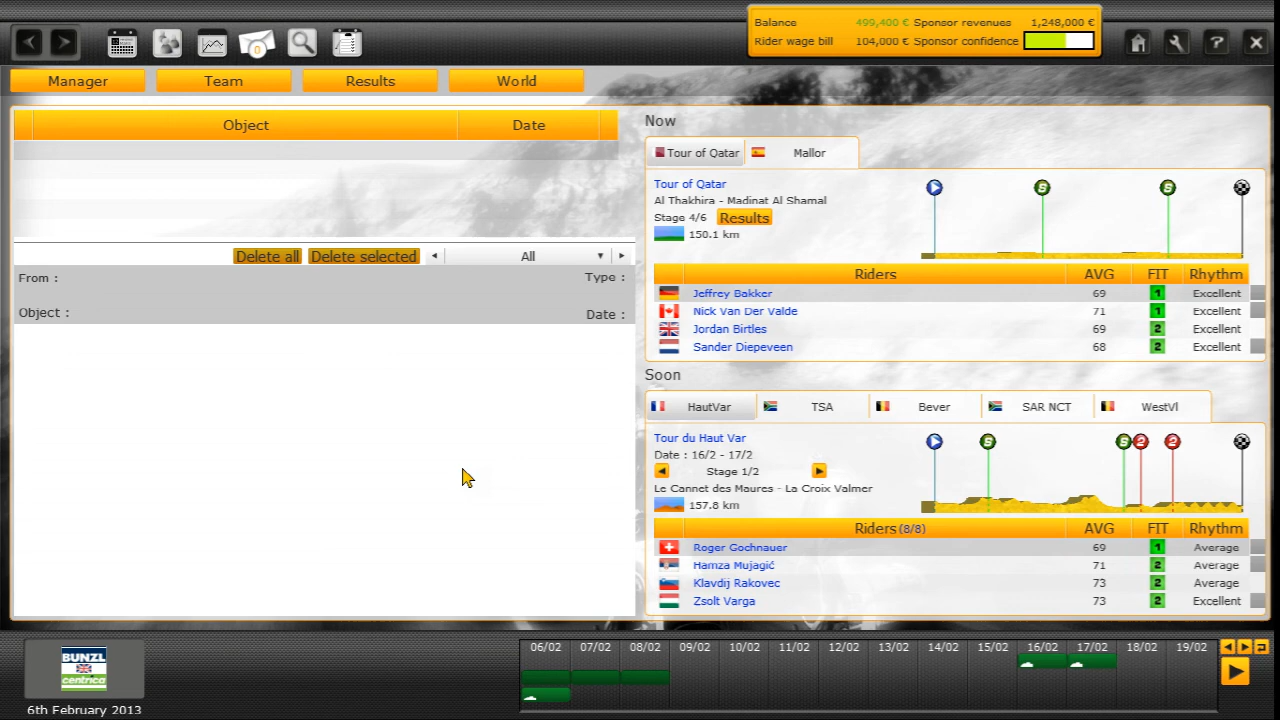 Balance 499,400 € Sponsor revenues 1,248,000 €
Rider wage bill 104,000 € Sponsor confidence
0
Manager Team Results World
Object Date
Delete all Delete selected All
From : Type :
Object : Date :
Now
Tour of Qatar Mallor
Tour of Qatar
Al Thakhira - Madinat Al Shamal
Stage 4/6 Results
150.1 km
S S
Riders AVG FIT Rhythm
Jeffrey Bakker 69 1 Excellent
Nick Van Der Valde 71 1 Excellent
Jordan Birtles 69 2 Excellent
Sander Diepeveen 68 2 Excellent
Soon
HautVar TSA Bever SAR NCT WestVl
Tour du Haut Var
Date : 16/2 - 17/2
Stage 1/2
Le Cannet des Maures - La Croix Valmer
157.8 km
S S 2 2
Riders (8/8) AVG FIT Rhythm
Roger Gochnauer 69 1 Average
Hamza Mujagić 71 2 Average
Klavdij Rakovec 73 2 Average
Zsolt Varga 73 2 Excellent
BUNZL
centrica
6th February 2013
06/02 07/02 08/02 09/02 10/02 11/02 12/02 13/02 14/02 15/02 16/02 17/02 18/02 19/02